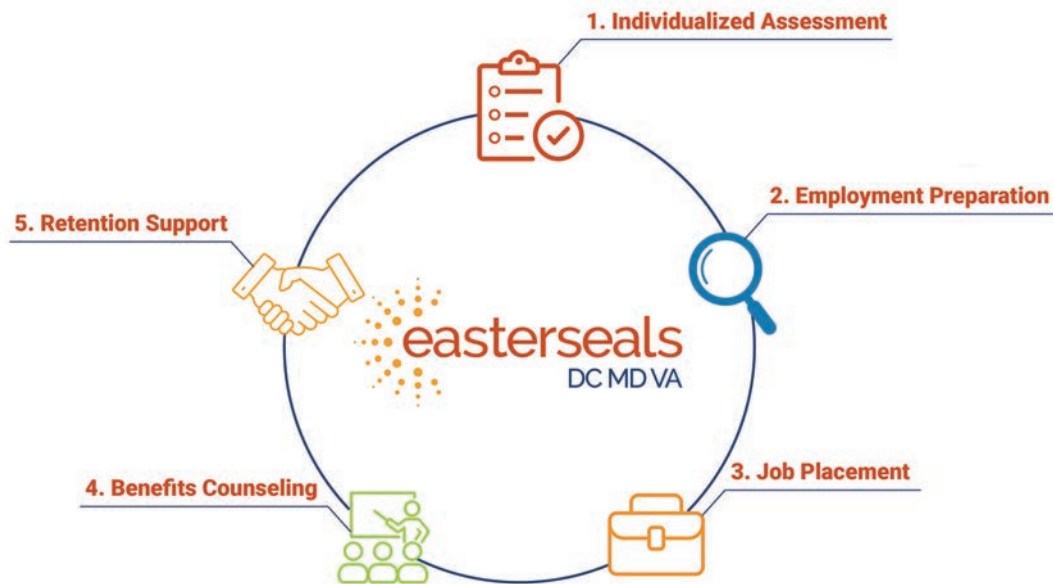 1. Individualized Assessment
2. Employment Preparation
5. Retention Support
easterseals
DC MD VA
4. Benefits Counseling
3. Job Placement